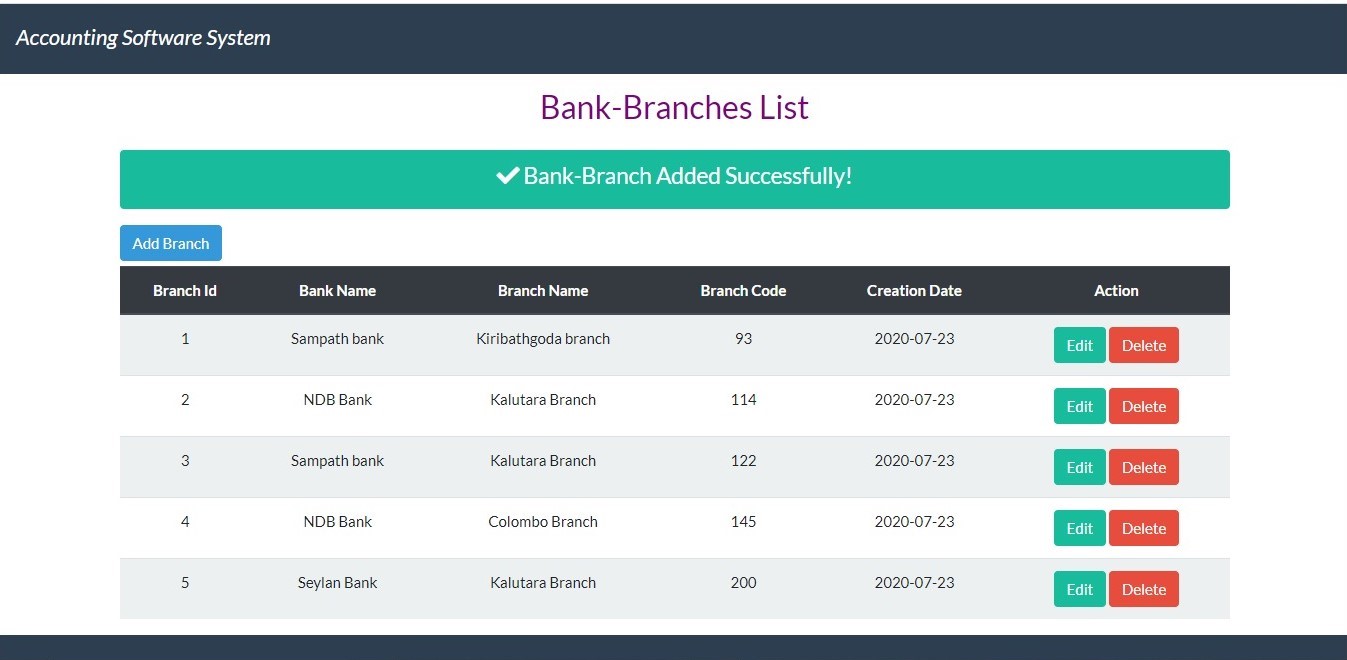 Accounting Software System
Bank-Branches List
Bank-Branch Added Successfully!
Add Branch
Branch Id Bank Name Branch Name Branch Code Creation Date Action
1 Sampath bank Kiribathgoda branch 93 2020-07-23 Edit Delete
2 NDB Bank Kalutara Branch 114 2020-07-23 Edit Delete
3 Sampath bank Kalutara Branch 122 2020-07-23 Edit Delete
4 NDB Bank Colombo Branch 145 2020-07-23 Edit Delete
5 Seylan Bank Kalutara Branch 200 2020-07-23 Edit Delete